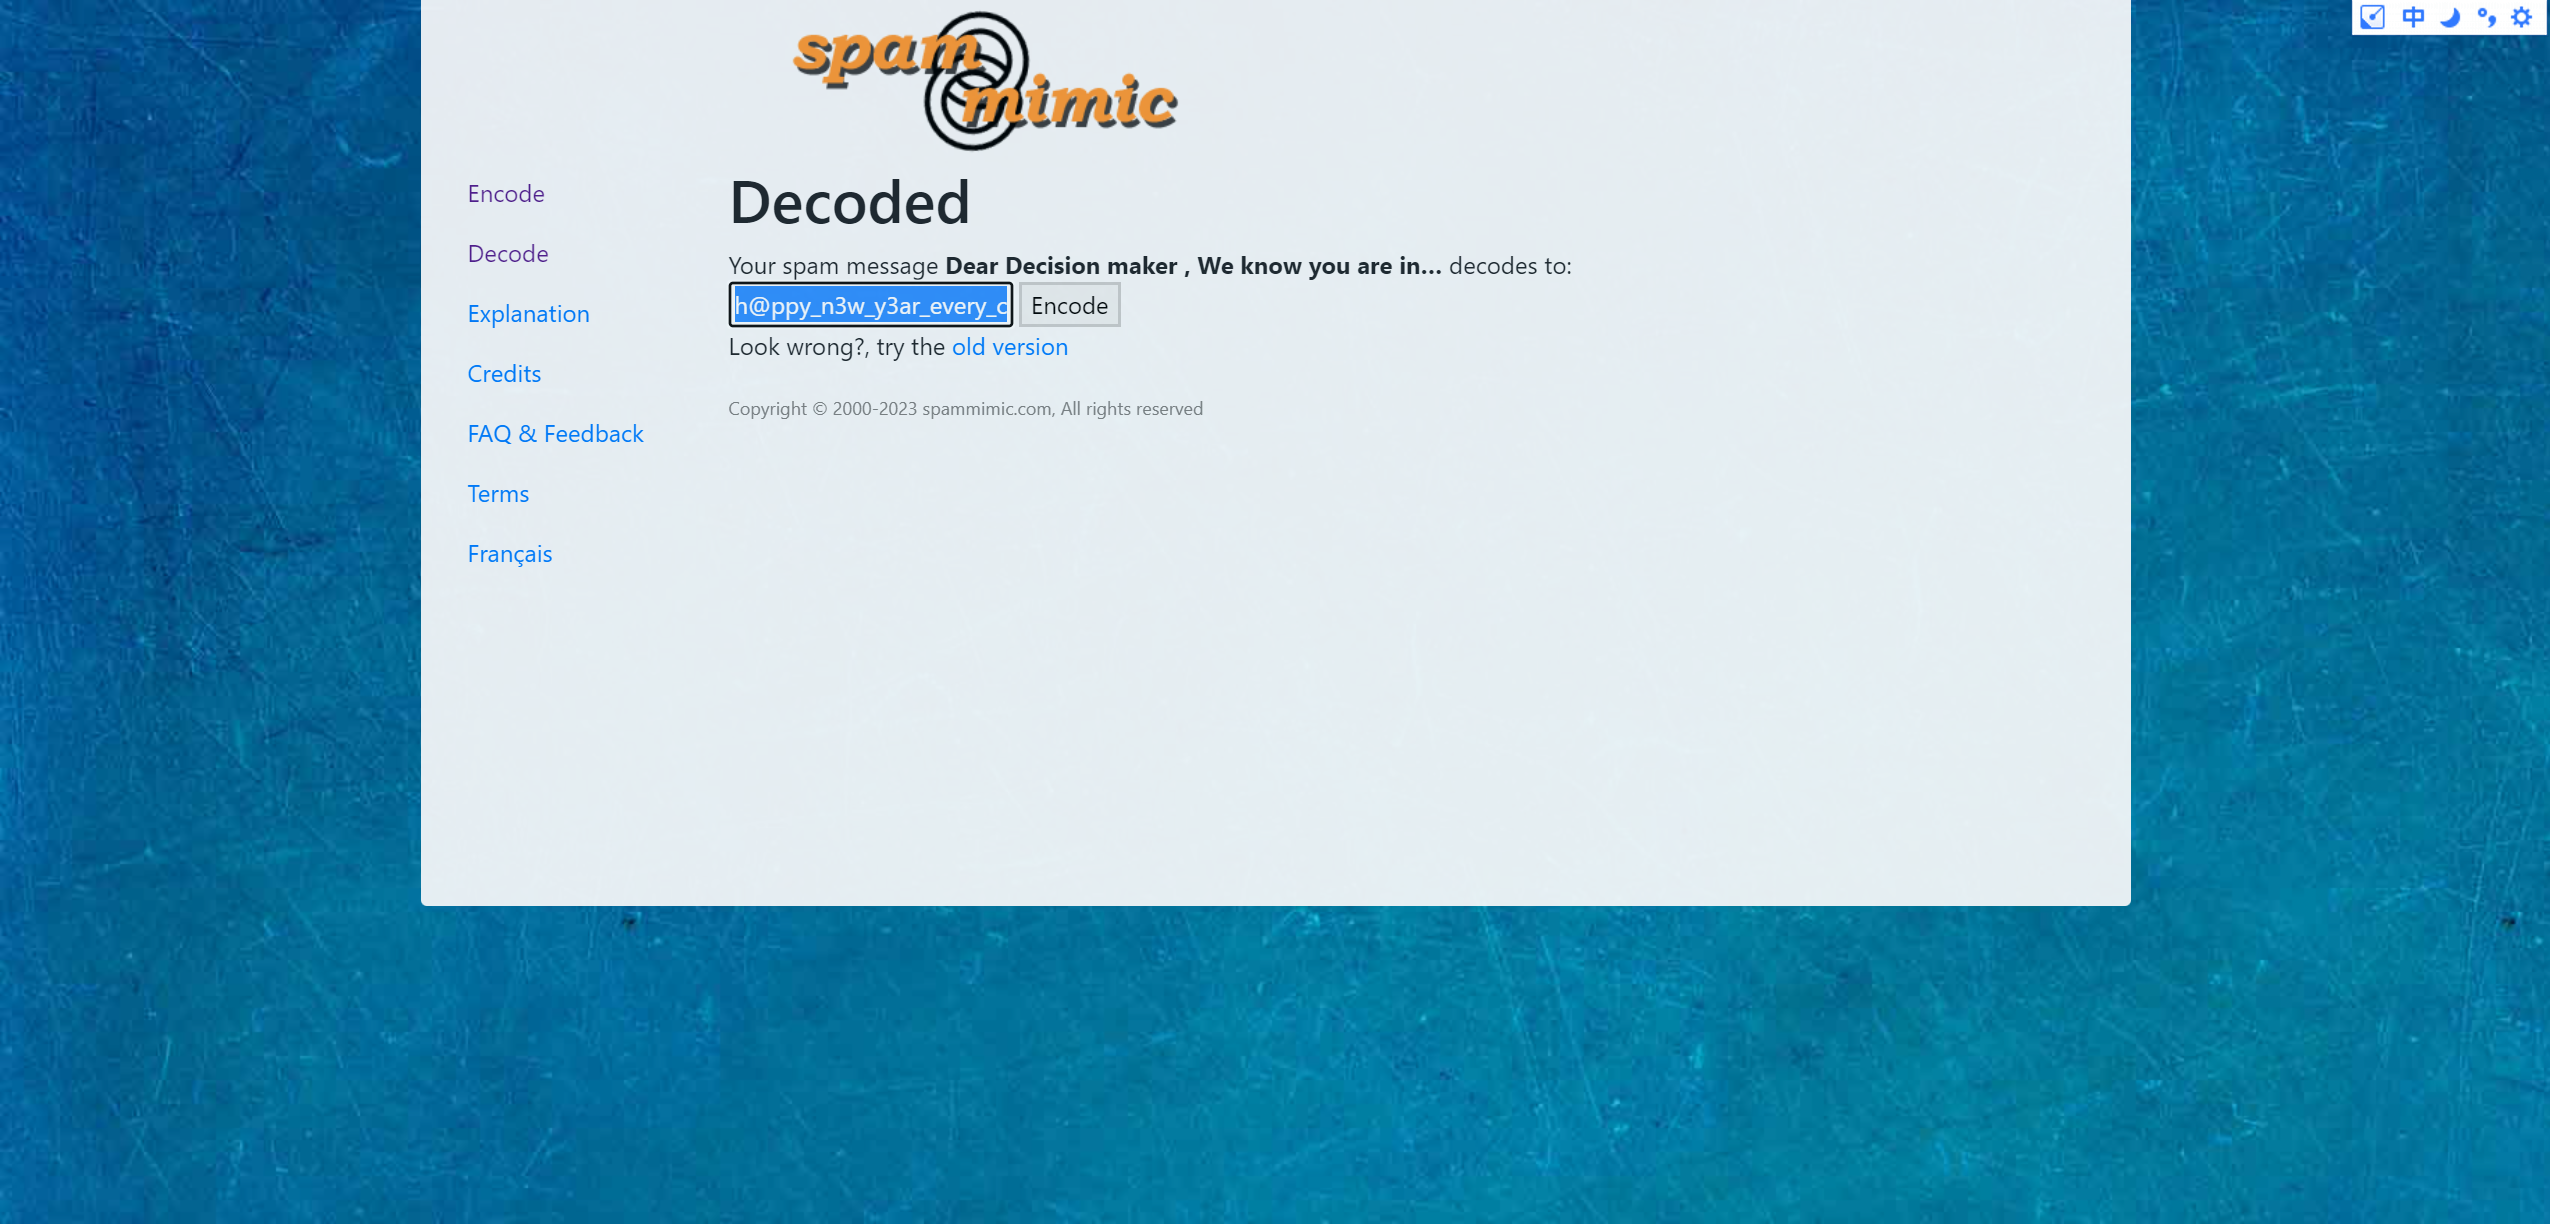 spam
mimic
中
Encode
Decode
Explanation
Credits
FAQ & Feedback
Terms
Français
Decoded
Your spam message Dear Decision maker , We know you are in... decodes to:
h@ppy_n3w_y3ar_every_c Encode
Look wrong?, try the old version
Copyright © 2000-2023 spammimic.com, All rights reserved